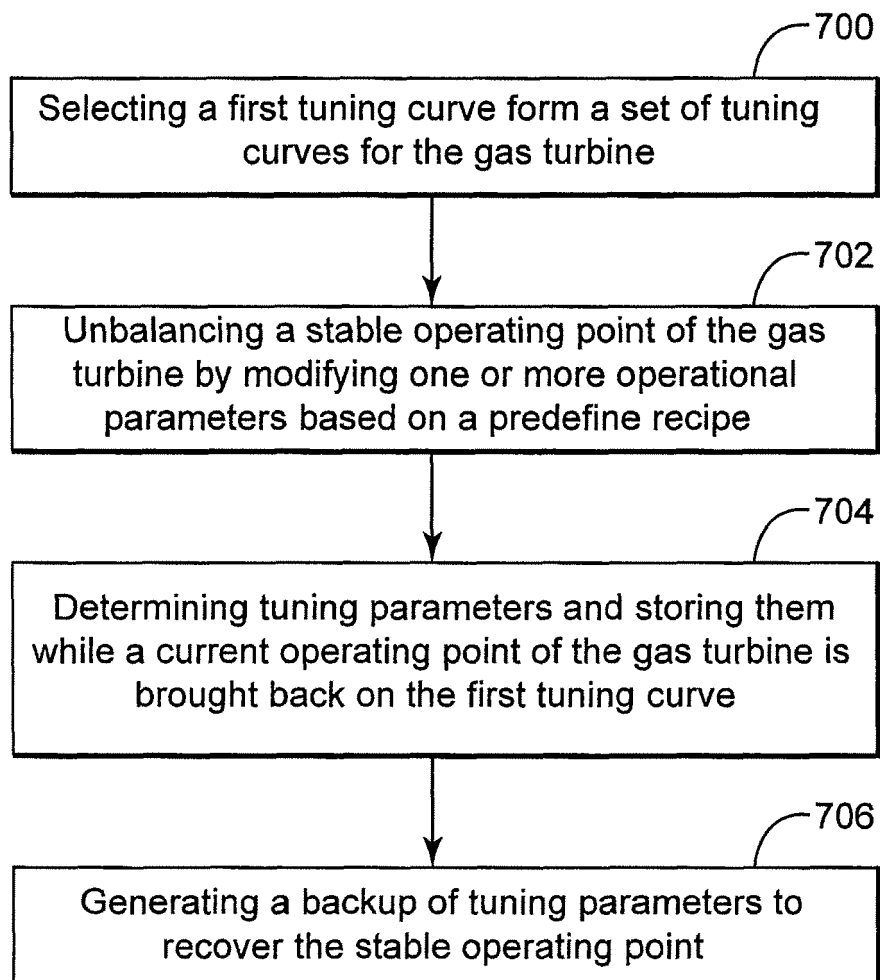 700
Selecting a first tuning curve form a set of tuning
curves for the gas turbine
702
Unbalancing a stable operating point of the gas
turbine by modifying one or more operational
parameters based on a predefine recipe
704
Determining tuning parameters and storing them
while a current operating point of the gas turbine is
brought back on the first tuning curve
706
Generating a backup of tuning parameters to
recover the stable operating point